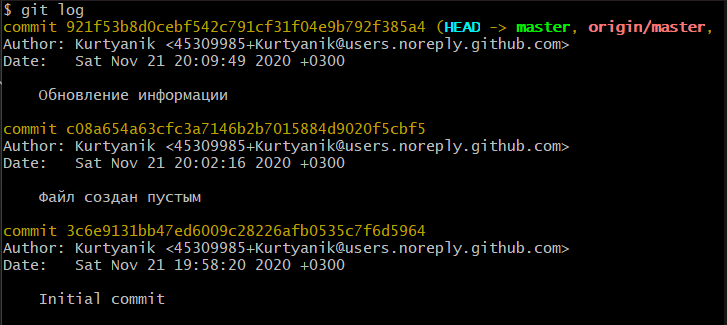 $ git log
commit 921f53b8d0cebf542c791cf31f04e9b792f385a4 (HEAD -> master, origin/master,
Author: Kurtyanik <45309985+Kurtyanik@users.noreply.github.com>
Date:   Sat Nov 21 20:09:49 2020 +0300
Обновление информации
commit c08a654a63cfc3a7146b2b7015884d9020f5cbf5
Author: Kurtyanik <45309985+Kurtyanik@users.noreply.github.com>
Date:   Sat Nov 21 20:02:16 2020 +0300
Файл создан пустым
commit 3c6e9131bb47ed6009c28226afb0535c7f6d5964
Author: Kurtyanik <45309985+Kurtyanik@users.noreply.github.com>
Date:   Sat Nov 21 19:58:20 2020 +0300
Initial commit